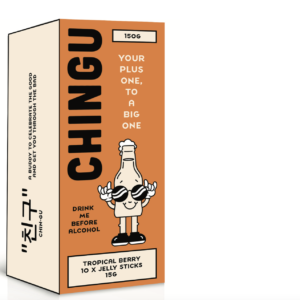 "친구"
CHIN-GU
A BUDDY TO CELEBRATE THE GOOD
AND GET YOU THROUGH THE BAD
CHINGU
150G
YOUR
PLUS
ONE,
TO
A
BIG
ONE
DRINK
ME
BEFORE
ALCOHOL
TROPICAL BERRY
10 X JELLY STICKS
15G